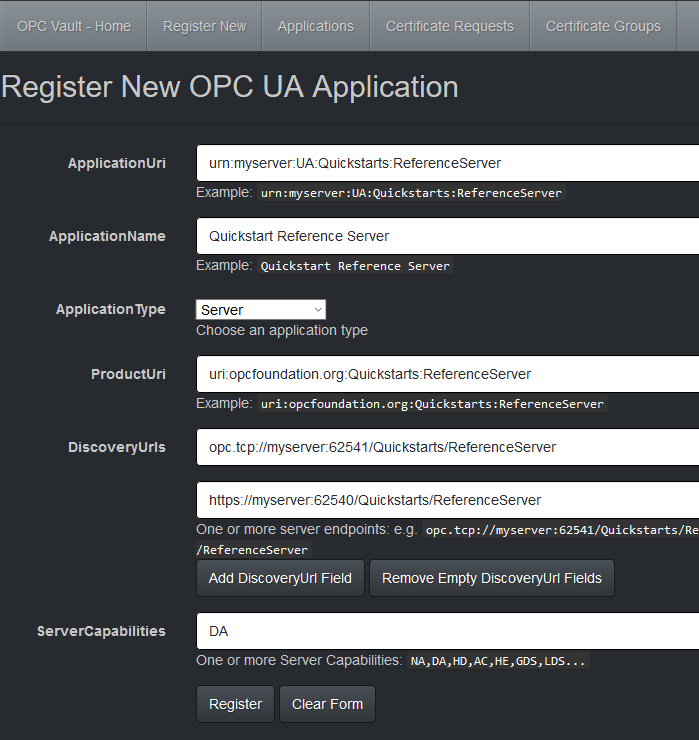 OPC Vault - Home Register New Applications Certificate Requests Certificate Groups
Register New OPC UA Application
ApplicationUri urn:myserver:UA:Quickstarts:ReferenceServer
Example: urn:myserver:UA:Quickstarts:ReferenceServer
ApplicationName Quickstart Reference Server
Example: Quickstart Reference Server
ApplicationType Server
Choose an application type
ProductUri uri:opcfoundation.org:Quickstarts:ReferenceServer
Example: uri:opcfoundation.org:Quickstarts:ReferenceServer
DiscoveryUrls opc.tcp://myserver:62541/Quickstarts/ReferenceServer
https://myserver:62540/Quickstarts/ReferenceServer
One or more server endpoints: e.g. opc.tcp://myserver:62541/Quickstarts/Re
/ReferenceServer
Add DiscoveryUrl Field Remove Empty DiscoveryUrl Fields
ServerCapabilities DA
One or more Server Capabilities: NA,DA,HD,AC,HE,GDS,LDS...
Register Clear Form